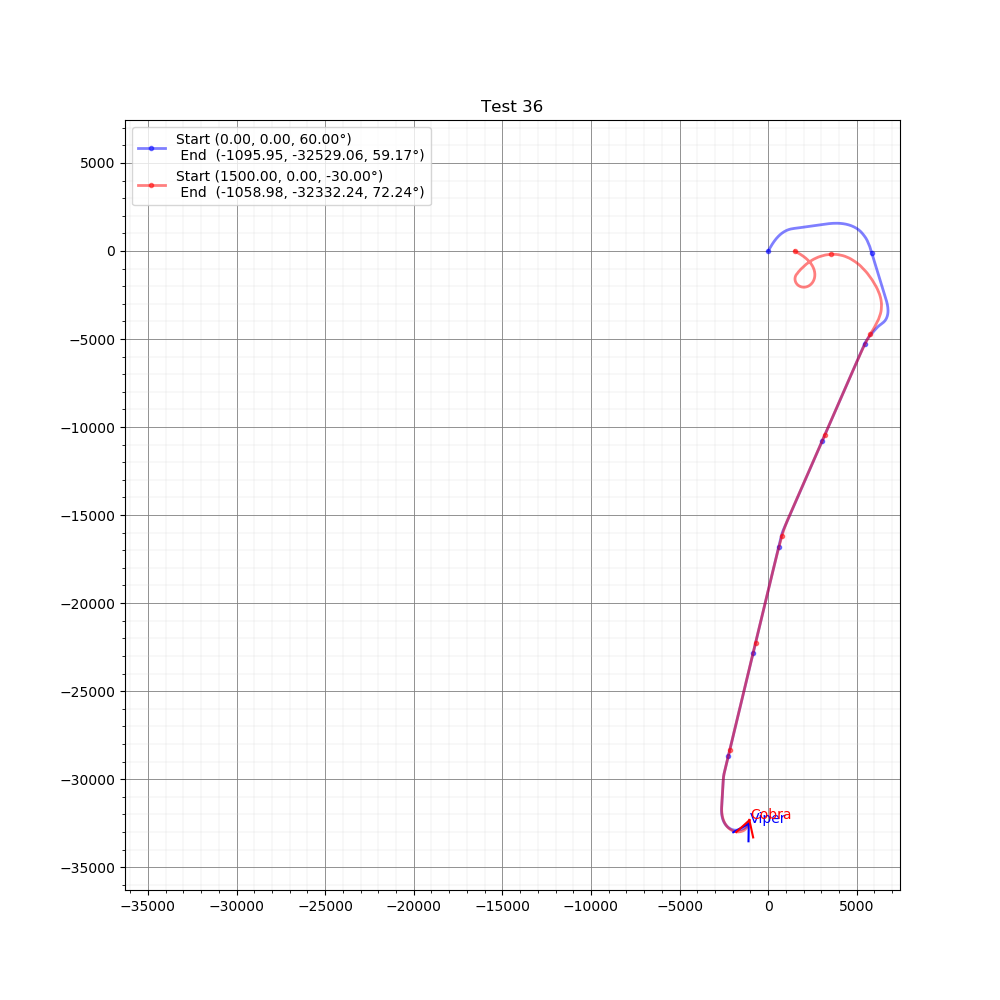 Test 36
Start (0.00, 0.00, 60.00°)
End  (-1095.95, -32529.06, 59.17°)
Start (1500.00, 0.00, -30.00°)
End  (-1058.98, -32332.24, 72.24°)
5000
0
−5000
−10000
−15000
−20000
−25000
−30000
−35000
Cobra
Viper
−35000 −30000 −25000 −20000 −15000 −10000 −5000 0 5000